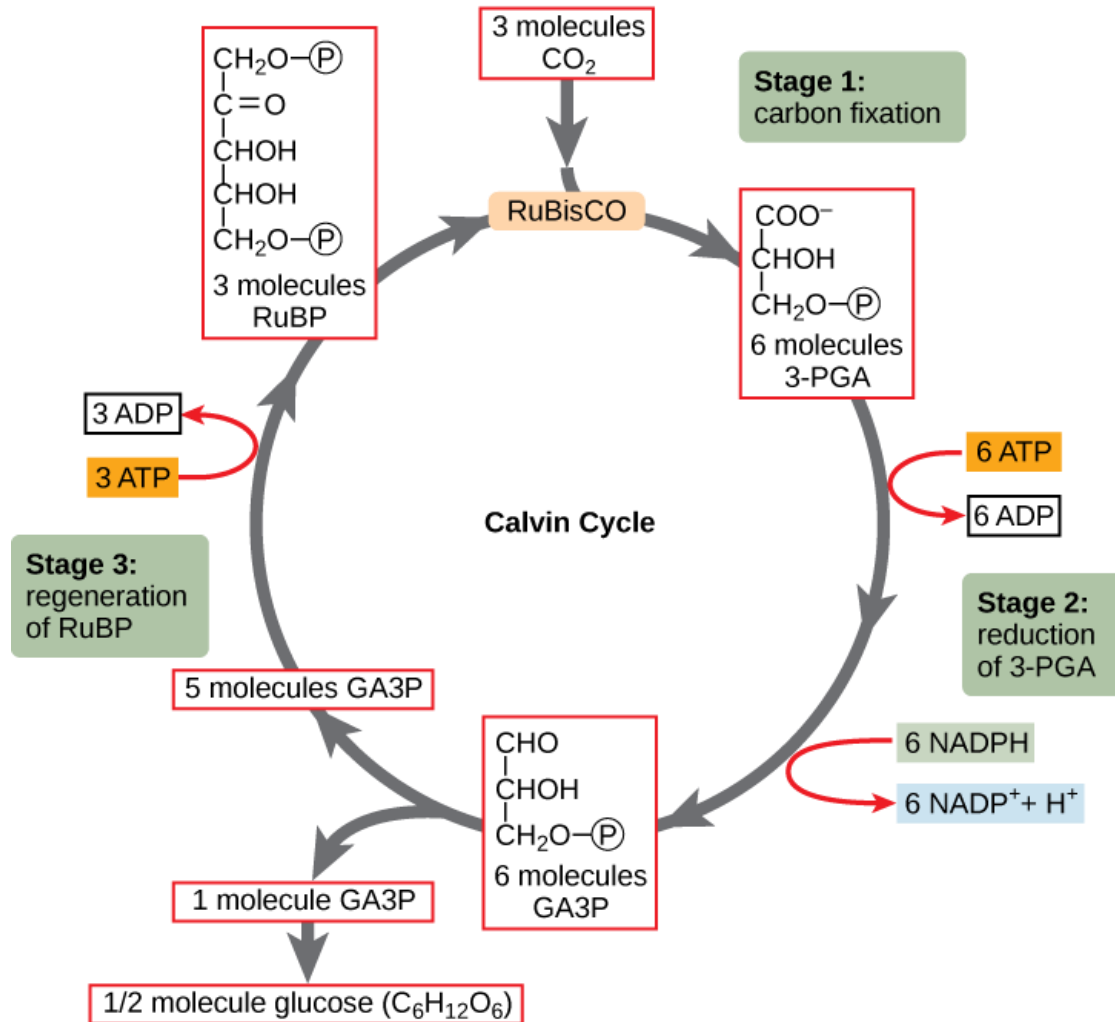 3 molecules
CO₂
Stage 1:
carbon fixation
CH₂O–Ⓟ
C=O
CHOH
CHOH
CH₂O–Ⓟ
3 molecules
RuBP
RuBisCO
COO⁻
CHOH
CH₂O–Ⓟ
6 molecules
3-PGA
3 ADP
3 ATP
6 ATP
6 ADP
Calvin Cycle
Stage 3:
regeneration
of RuBP
Stage 2:
reduction
of 3-PGA
5 molecules GA3P
6 NADPH
6 NADP⁺+ H⁺
CHO
CHOH
CH₂O–Ⓟ
6 molecules
GA3P
1 molecule GA3P
1/2 molecule glucose (C₆H₁₂O₆)